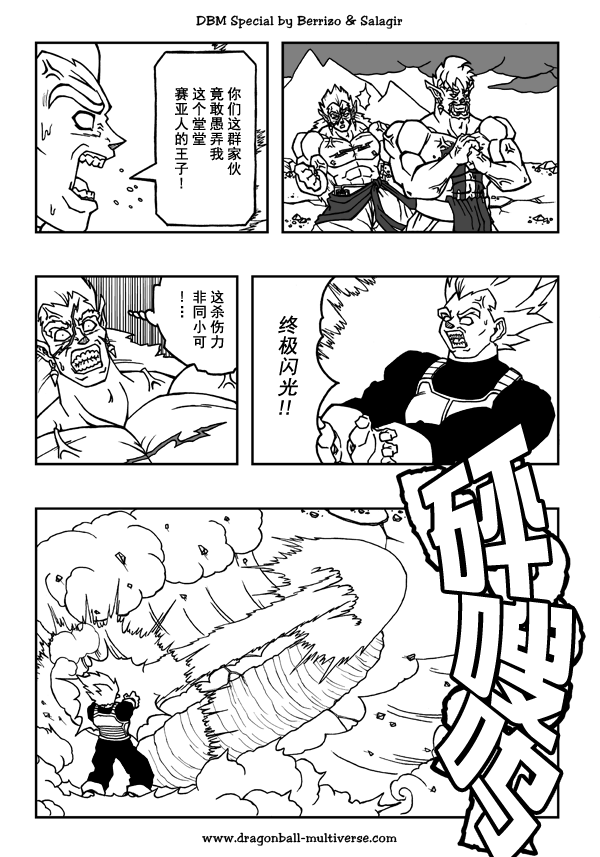 DBM Special by Berrizo & Salagir
你们这群家伙
竟敢愚弄我
这个堂堂
赛亚人的王子！
这杀伤力
非同小可
！…
终极闪光!!
砰
www.dragonball-multiverse.com